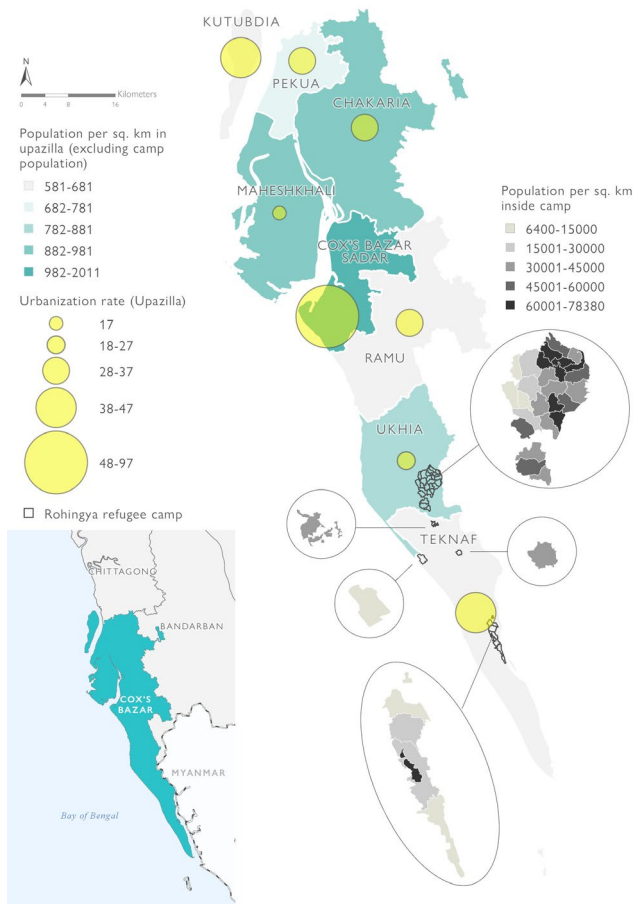 KUTUBDIA
N
PEKUA
0 4 8 16 Kilometers
CHAKARIA
Population per sq. km in
upazilla (excluding camp
population)
581-681
682-781
782-881
882-981
982-2011
MAHESHKHALI
Population per sq. km
inside camp
6400-15000
15001-30000
30001-45000
45001-60000
60001-78380
COX'S BAZAR
SADAR
Urbanization rate (Upazilla)
17
18-27
28-37
38-47
48-97
RAMU
UKHIA
Rohingya refugee camp
TEKNAF
CHITTAGONG
BANDARBAN
COX'S
BAZAR
MYANMAR
Bay of Bengal